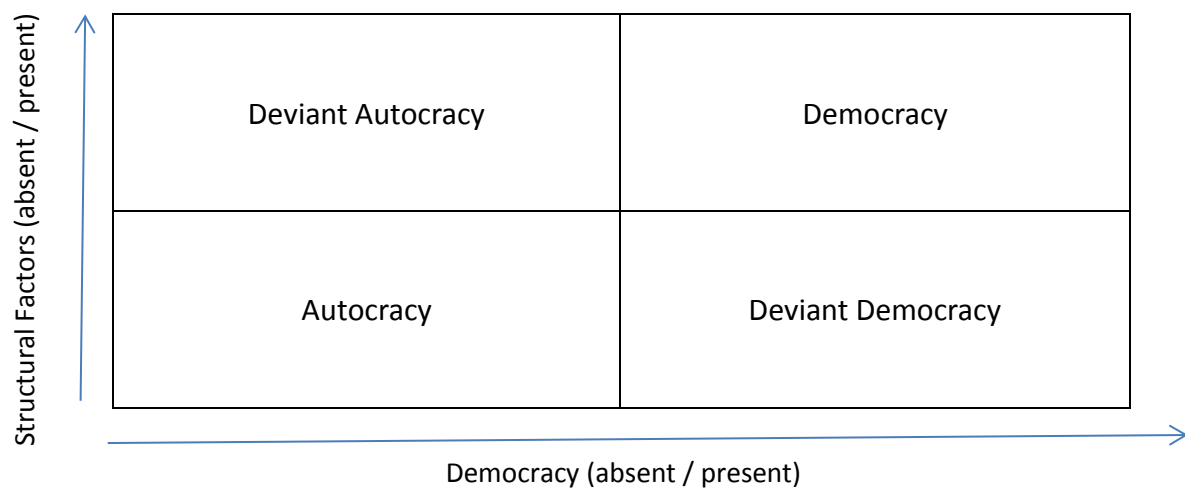 Structural Factors (absent / present)
Deviant Autocracy
Democracy
Autocracy
Deviant Democracy
Democracy (absent / present)